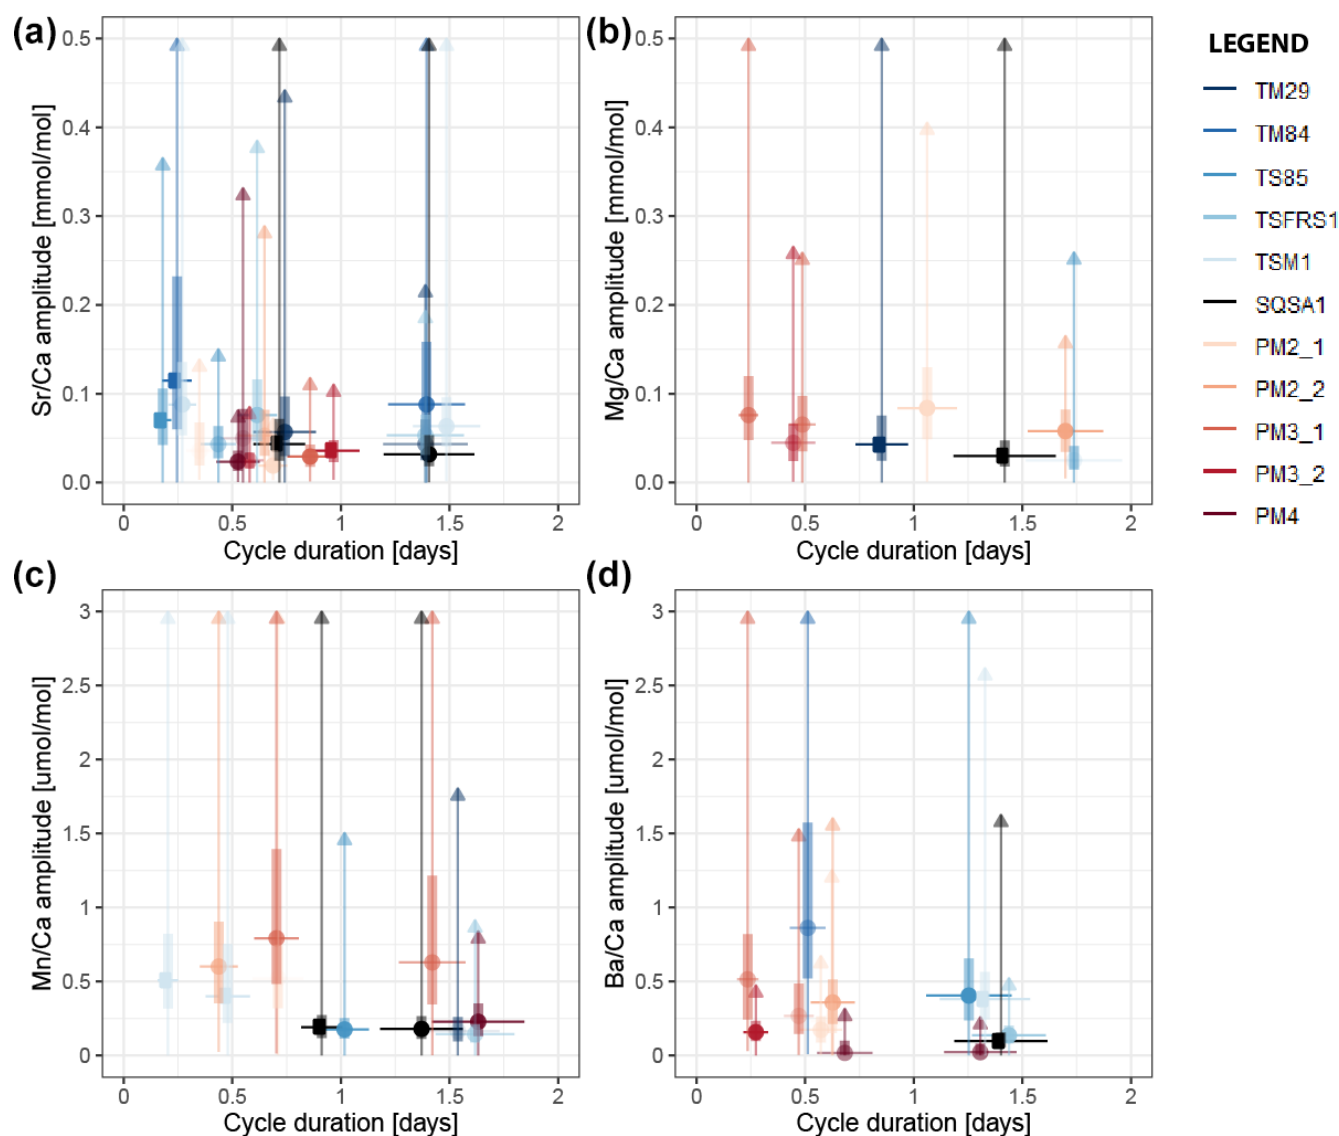 (a)
0.5
0.4
0.3
0.2
0.1
0.0
Sr/Ca amplitude [mmol/mol]
0 0.5 1 1.5 2
Cycle duration [days]
(b)
0.5
0.4
0.3
0.2
0.1
0.0
Mg/Ca amplitude [mmol/mol]
0 0.5 1 1.5 2
Cycle duration [days]
LEGEND
TM29
TM84
TS85
TSFRS1
TSM1
SQSA1
PM2_1
PM2_2
PM3_1
PM3_2
PM4
(c)
3
2.5
2
1.5
1
0.5
0
Mn/Ca amplitude [umol/mol]
0 0.5 1 1.5 2
Cycle duration [days]
(d)
3
2.5
2
1.5
1
0.5
0
Ba/Ca amplitude [umol/mol]
0 0.5 1 1.5 2
Cycle duration [days]